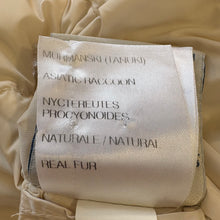 MURMANSKI (TANUKI)
ASIATIC RACCOON
NYCTEREUTES
PROCYONOIDES
NATURALE / NATURAL
REAL FUR